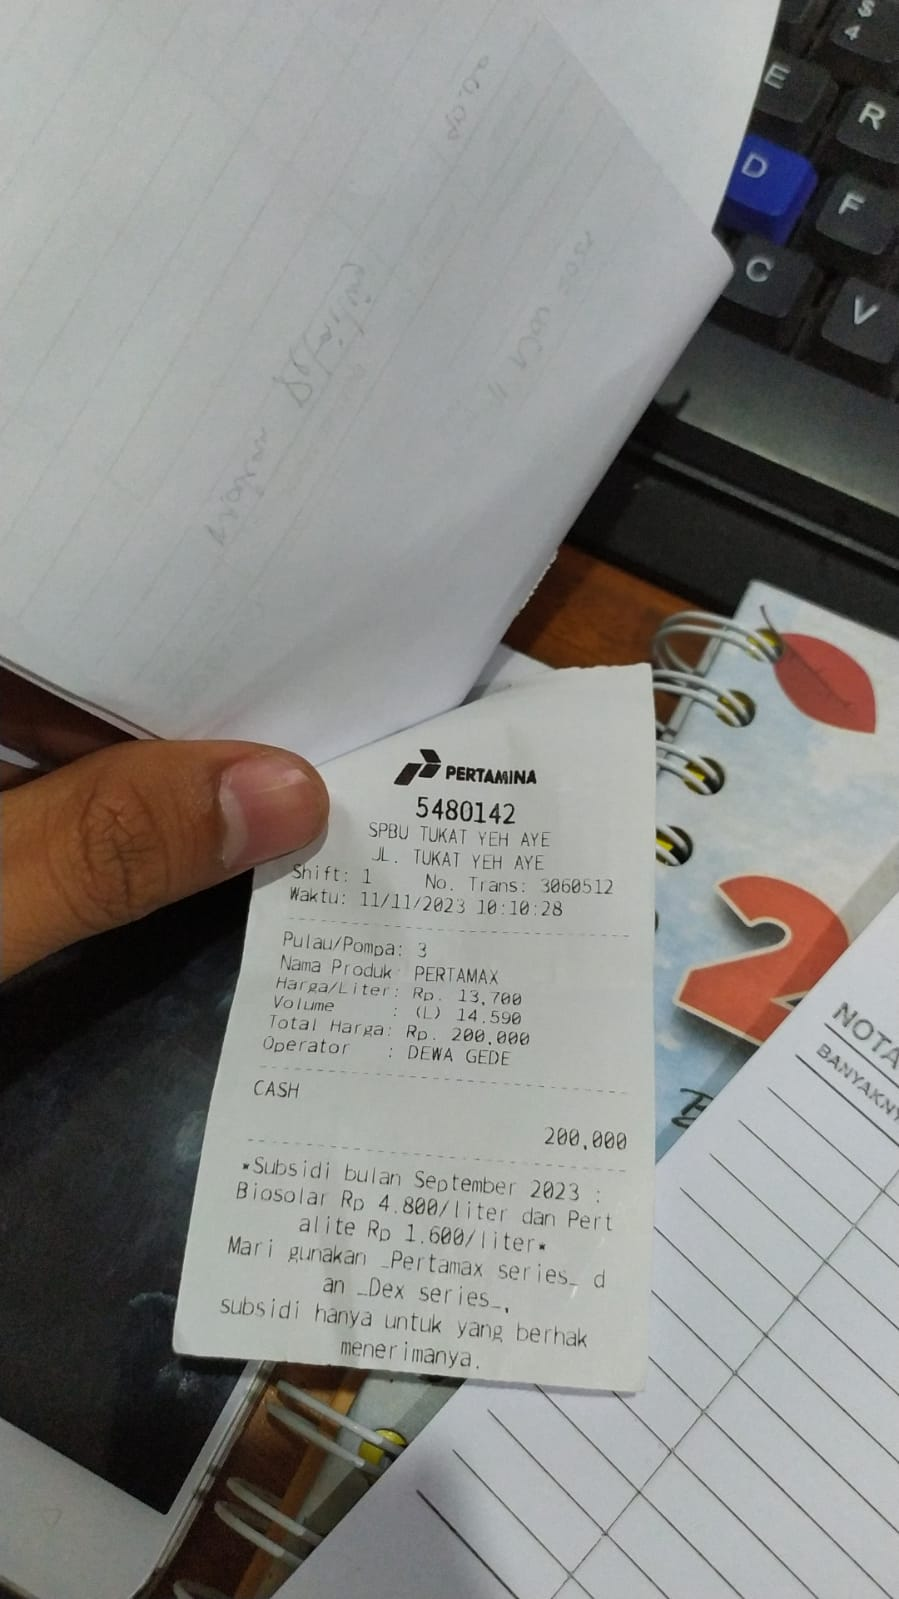 $
4
E
R
D
F
C
V
PERTAMINA
5480142
SPBU TUKAT YEH AYE
JL. TUKAT YEH AYE
Shift: 1 No. Trans: 3060512
Waktu: 11/11/2023 10:10:28
Pulau/Pompa: 3
Nama Produk: PERTAMAX
Harga/Liter: Rp. 13,700
Volume : (L) 14.590
Total Harga: Rp. 200,000
Operator : DEWA GEDE
CASH
200,000
*Subsidi bulan September 2023 :
Biosolar Rp 4.800/liter dan Pert
alite Rp 1.600/liter*
Mari gunakan _Pertamax series_ d
an _Dex series_,
subsidi hanya untuk yang berhak
menerimanya.
2
NOTA
BANYAKNY